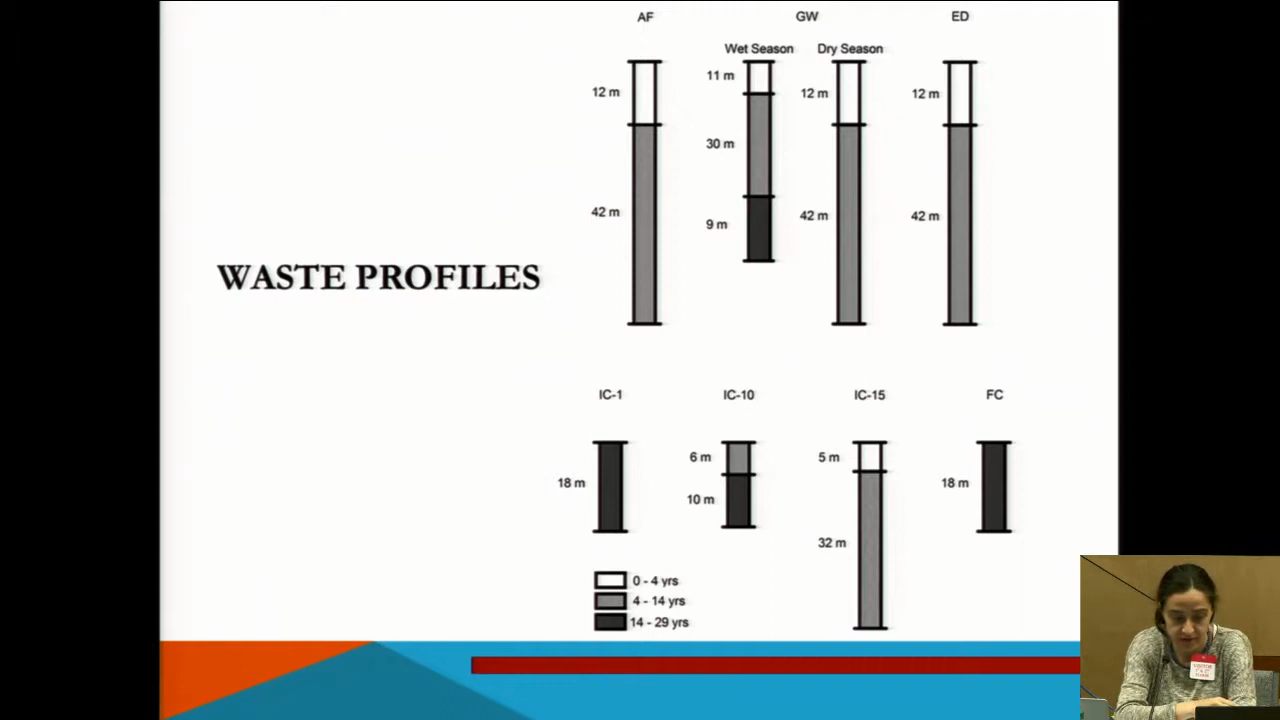 AF GW ED
Wet Season Dry Season
11 m
12 m 12 m 12 m
30 m
42 m 42 m 42 m
9 m
WASTE PROFILES
IC-1 IC-10 IC-15 FC
6 m 5 m
18 m 18 m
10 m
32 m
0 - 4 yrs
4 - 14 yrs
14 - 29 yrs
VISITOR